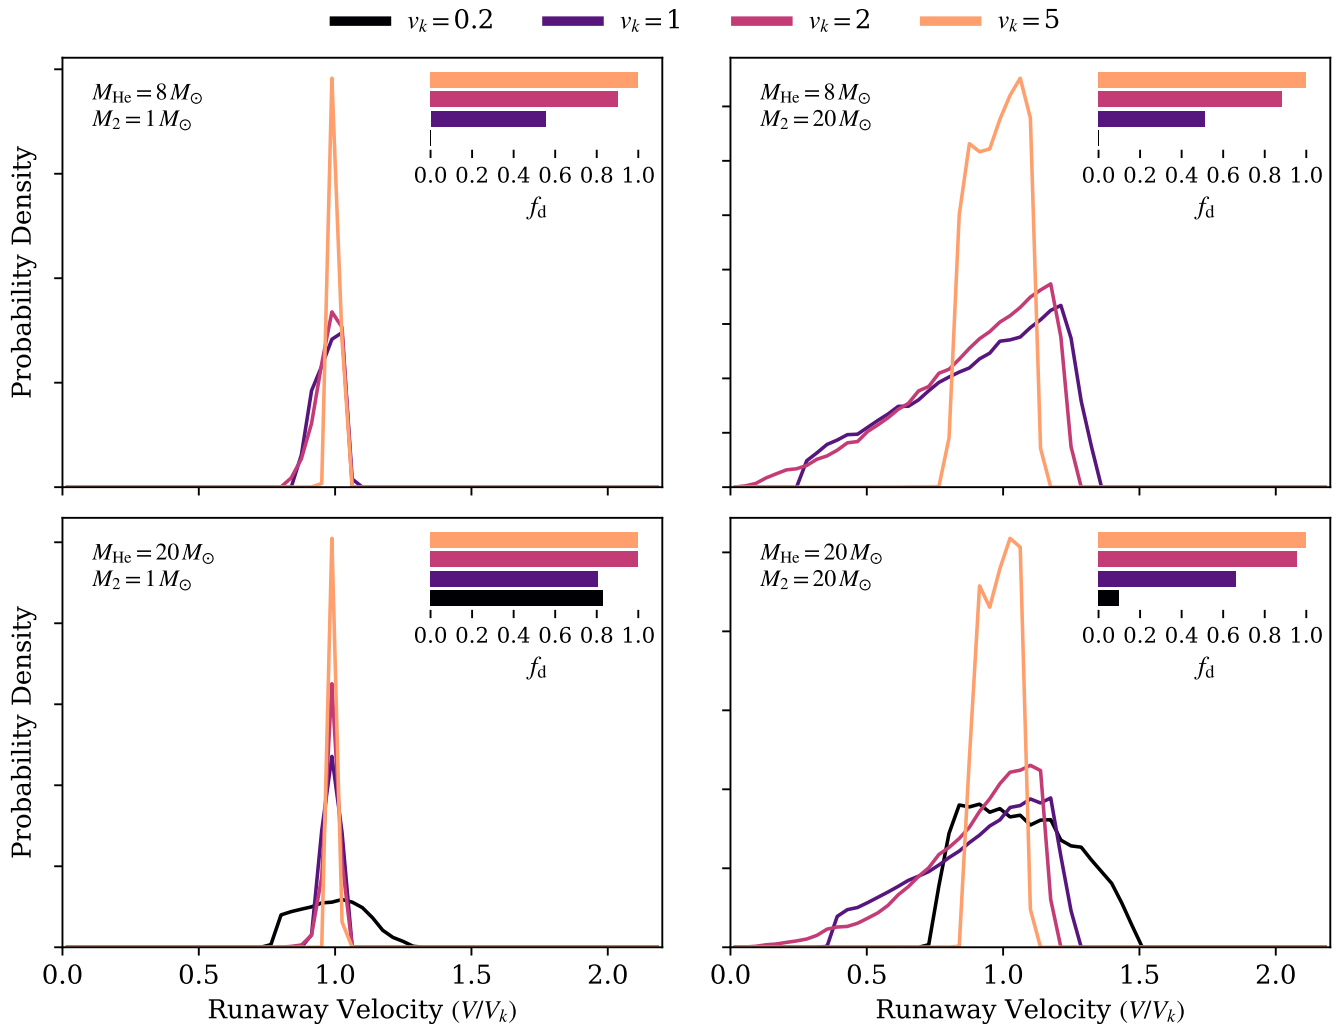 v_k = 0.2 v_k = 1 v_k = 2 v_k = 5
Probability Density
M_He = 8 M_⊙
M_2 = 1 M_⊙
0.0 0.2 0.4 0.6 0.8 1.0
f_d
M_He = 8 M_⊙
M_2 = 20 M_⊙
0.0 0.2 0.4 0.6 0.8 1.0
f_d
Probability Density
M_He = 20 M_⊙
M_2 = 1 M_⊙
0.0 0.2 0.4 0.6 0.8 1.0
f_d
0.0 0.5 1.0 1.5 2.0
Runaway Velocity (V/V_k)
M_He = 20 M_⊙
M_2 = 20 M_⊙
0.0 0.2 0.4 0.6 0.8 1.0
f_d
0.0 0.5 1.0 1.5 2.0
Runaway Velocity (V/V_k)